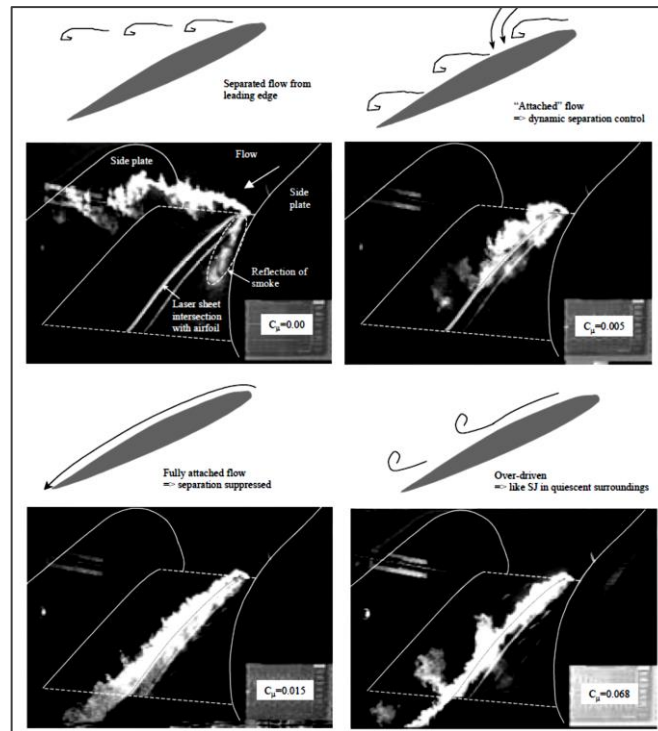 Separated flow from
leading edge
"Attached" flow
=> dynamic separation control
Side plate
Flow
Side
plate
Reflection of
smoke
Laser sheet
intersection
with airfoil
Cμ=0.00
Cμ=0.005
Fully attached flow
=> separation suppressed
Over-driven
=> like SJ in quiescent surroundings
Cμ=0.015
Cμ=0.068